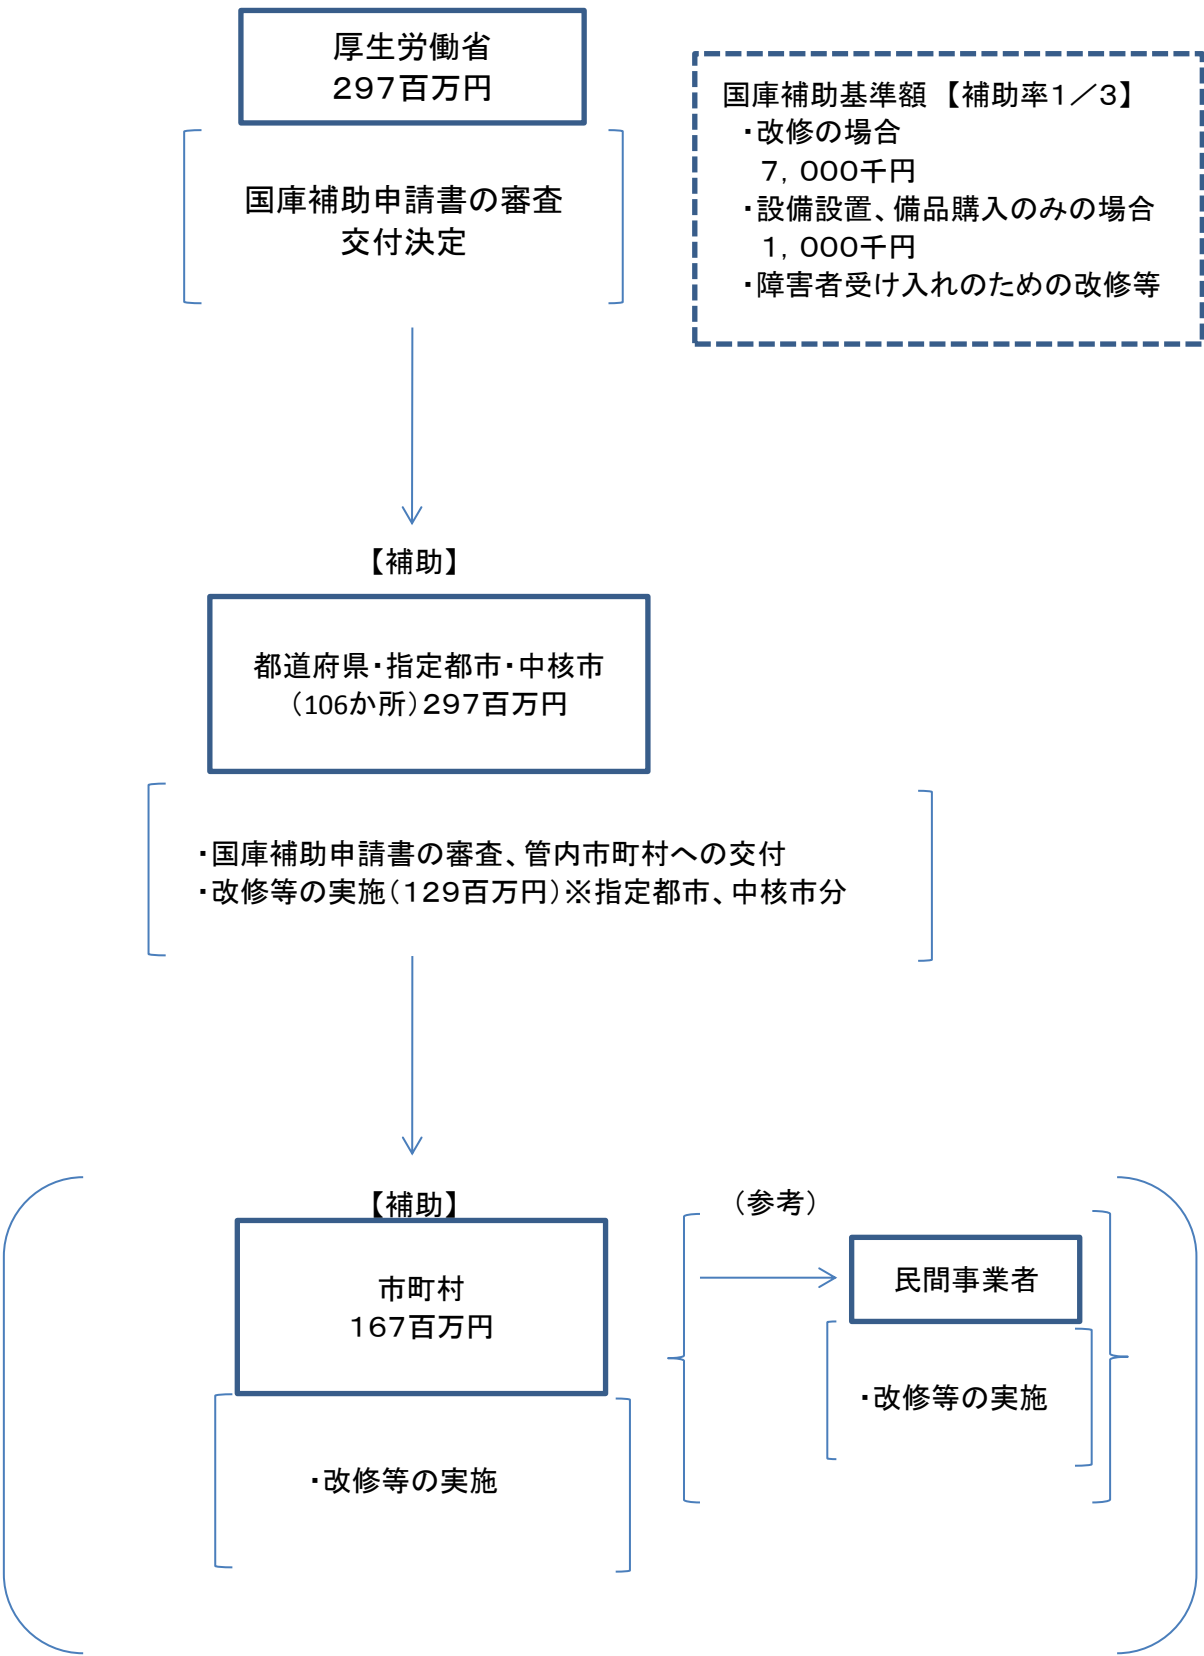 厚生労働省
297百万円
国庫補助申請書の審査
交付決定
国庫補助基準額【補助率1／3】
・改修の場合
7，000千円
・設備設置、備品購入のみの場合
1，000千円
・障害者受け入れのための改修等
【補助】
都道府県・指定都市・中核市
（106か所）297百万円
・国庫補助申請書の審査、管内市町村への交付
・改修等の実施（129百万円）※指定都市、中核市分
【補助】
市町村
167百万円
・改修等の実施
（参考）
民間事業者
・改修等の実施